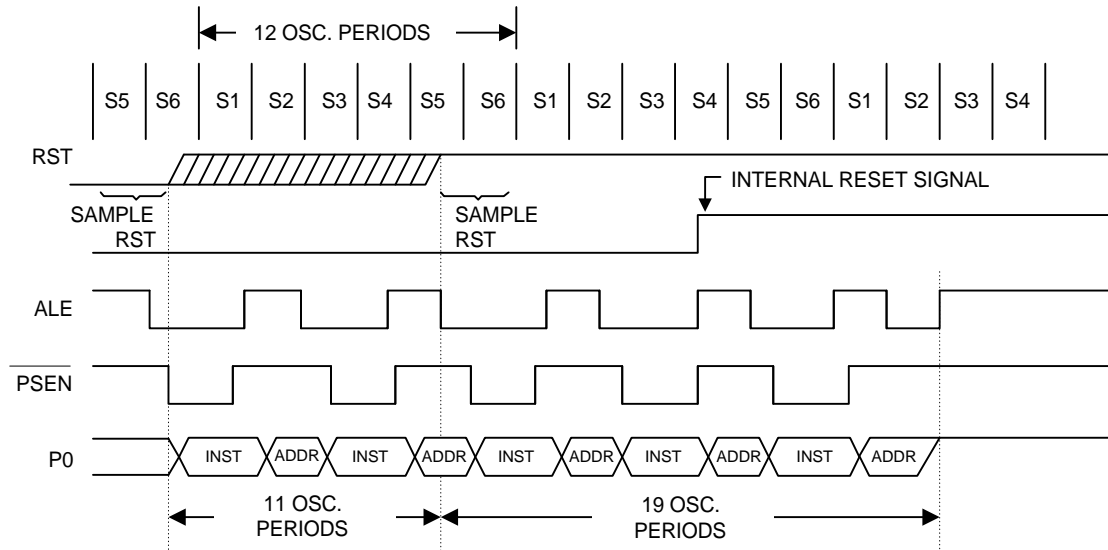 12 OSC. PERIODS
S5 S6 S1 S2 S3 S4 S5 S6 S1 S2 S3 S4 S5 S6 S1 S2 S3 S4
RST
INTERNAL RESET SIGNAL
SAMPLE RST
SAMPLE RST
ALE
PSEN
P0 INST ADDR INST ADDR INST ADDR INST ADDR INST ADDR
11 OSC. PERIODS
19 OSC. PERIODS